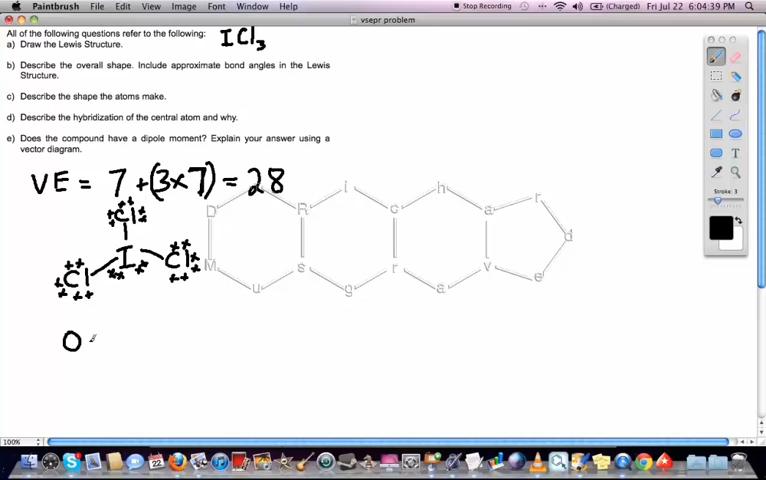 Paintbrush File Edit View Image Font Window Help Stop Recording (Charged) Fri Jul 22 6:04:39 PM
vsepr problem
All of the following questions refer to the following: ICl3
a) Draw the Lewis Structure.
b) Describe the overall shape. Include approximate bond angles in the Lewis
Structure.
c) Describe the shape the atoms make.
d) Describe the hybridization of the central atom and why.
e) Does the compound have a dipole moment? Explain your answer using a
vector diagram.
VE = 7 + (3x7) = 28
Cl
Cl I Cl
O
D R i c h a r d
M u s g r a v e
T
Stroke: 3
100%
22